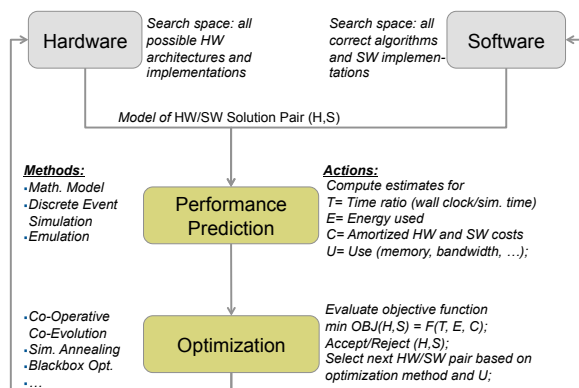 Hardware
Search space: all
possible HW
architectures and
implementations
Search space: all
correct algorithms
and SW implemen-
tations
Software
Model of HW/SW Solution Pair (H,S)
Methods:
▪Math. Model
▪Discrete Event
Simulation
▪Emulation
Performance
Prediction
Actions:
Compute estimates for
T= Time ratio (wall clock/sim. time)
E= Energy used
C= Amortized HW and SW costs
U= Use (memory, bandwidth, …);
▪Co-Operative
Co-Evolution
▪Sim. Annealing
▪Blackbox Opt.
▪…
Optimization
Evaluate objective function
min OBJ(H,S) = F(T, E, C);
Accept/Reject (H,S);
Select next HW/SW pair based on
optimization method and U;